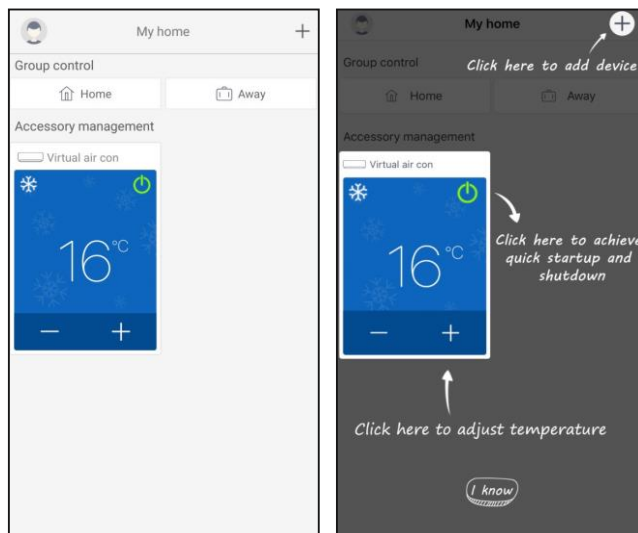 My home
+
Group control
Home
Away
Accessory management
Virtual air con
16°C
− +
My home
+
Click here to add device
Group control
Home
Away
Accessory management
Virtual air con
16°C
− +
Click here to achieve
quick startup and
shutdown
Click here to adjust temperature
I know